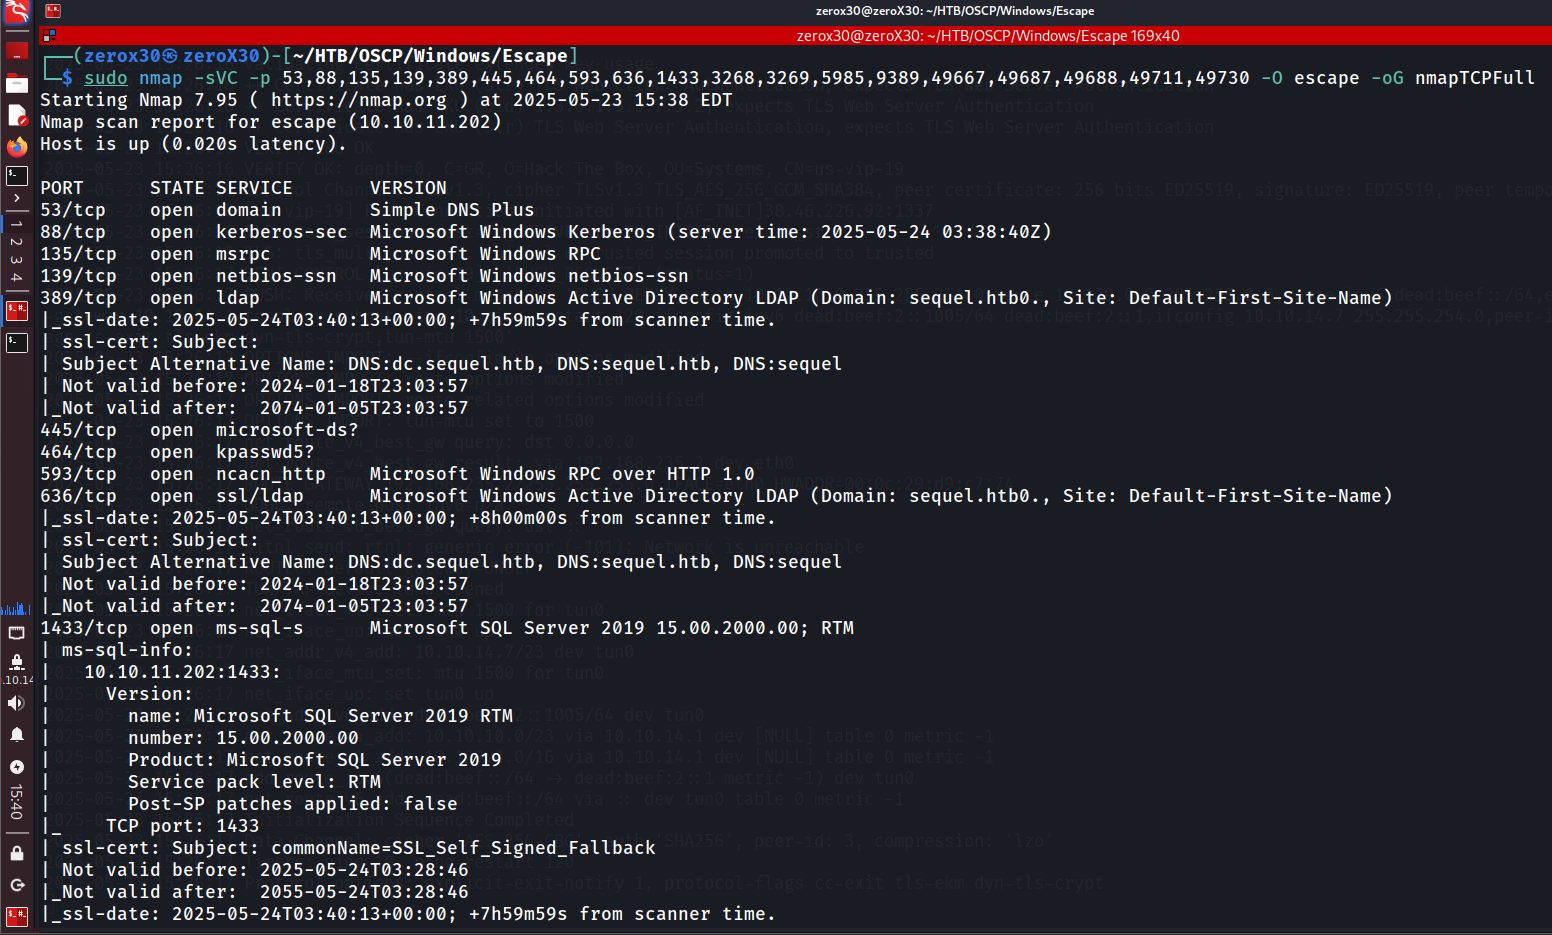 zerox30@zeroX30: ~/HTB/OSCP/Windows/Escape
zerox30@zeroX30: ~/HTB/OSCP/Windows/Escape 169x40
┌──(zerox30㉿zeroX30)-[~/HTB/OSCP/Windows/Escape]
└─$ sudo nmap -sVC -p 53,88,135,139,389,445,464,593,636,1433,3268,3269,5985,9389,49667,49687,49688,49711,49730 -O escape -oG nmapTCPFull
Starting Nmap 7.95 ( https://nmap.org ) at 2025-05-23 15:38 EDT
Nmap scan report for escape (10.10.11.202)
Host is up (0.020s latency).
PORT      STATE SERVICE       VERSION
53/tcp    open  domain        Simple DNS Plus
88/tcp    open  kerberos-sec  Microsoft Windows Kerberos (server time: 2025-05-24 03:38:40Z)
135/tcp   open  msrpc         Microsoft Windows RPC
139/tcp   open  netbios-ssn   Microsoft Windows netbios-ssn
389/tcp   open  ldap          Microsoft Windows Active Directory LDAP (Domain: sequel.htb0., Site: Default-First-Site-Name)
|_ssl-date: 2025-05-24T03:40:13+00:00; +7h59m59s from scanner time.
| ssl-cert: Subject:
| Subject Alternative Name: DNS:dc.sequel.htb, DNS:sequel.htb, DNS:sequel
| Not valid before: 2024-01-18T23:03:57
|_Not valid after:  2074-01-05T23:03:57
445/tcp   open  microsoft-ds?
464/tcp   open  kpasswd5?
593/tcp   open  ncacn_http    Microsoft Windows RPC over HTTP 1.0
636/tcp   open  ssl/ldap      Microsoft Windows Active Directory LDAP (Domain: sequel.htb0., Site: Default-First-Site-Name)
|_ssl-date: 2025-05-24T03:40:13+00:00; +8h00m00s from scanner time.
| ssl-cert: Subject:
| Subject Alternative Name: DNS:dc.sequel.htb, DNS:sequel.htb, DNS:sequel
| Not valid before: 2024-01-18T23:03:57
|_Not valid after:  2074-01-05T23:03:57
1433/tcp  open  ms-sql-s      Microsoft SQL Server 2019 15.00.2000.00; RTM
| ms-sql-info:
|   10.10.11.202:1433:
|     Version:
|       name: Microsoft SQL Server 2019 RTM
|       number: 15.00.2000.00
|       Product: Microsoft SQL Server 2019
|       Service pack level: RTM
|       Post-SP patches applied: false
|_    TCP port: 1433
| ssl-cert: Subject: commonName=SSL_Self_Signed_Fallback
| Not valid before: 2025-05-24T03:28:46
|_Not valid after:  2055-05-24T03:28:46
|_ssl-date: 2025-05-24T03:40:13+00:00; +7h59m59s from scanner time.
1
2
3
4
.10.14
15:40